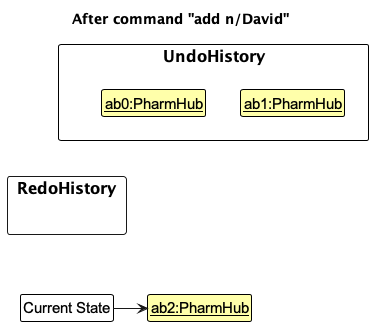 After command "add n/David"
UndoHistory
ab0:PharmHub
ab1:PharmHub
RedoHistory
Current State
ab2:PharmHub